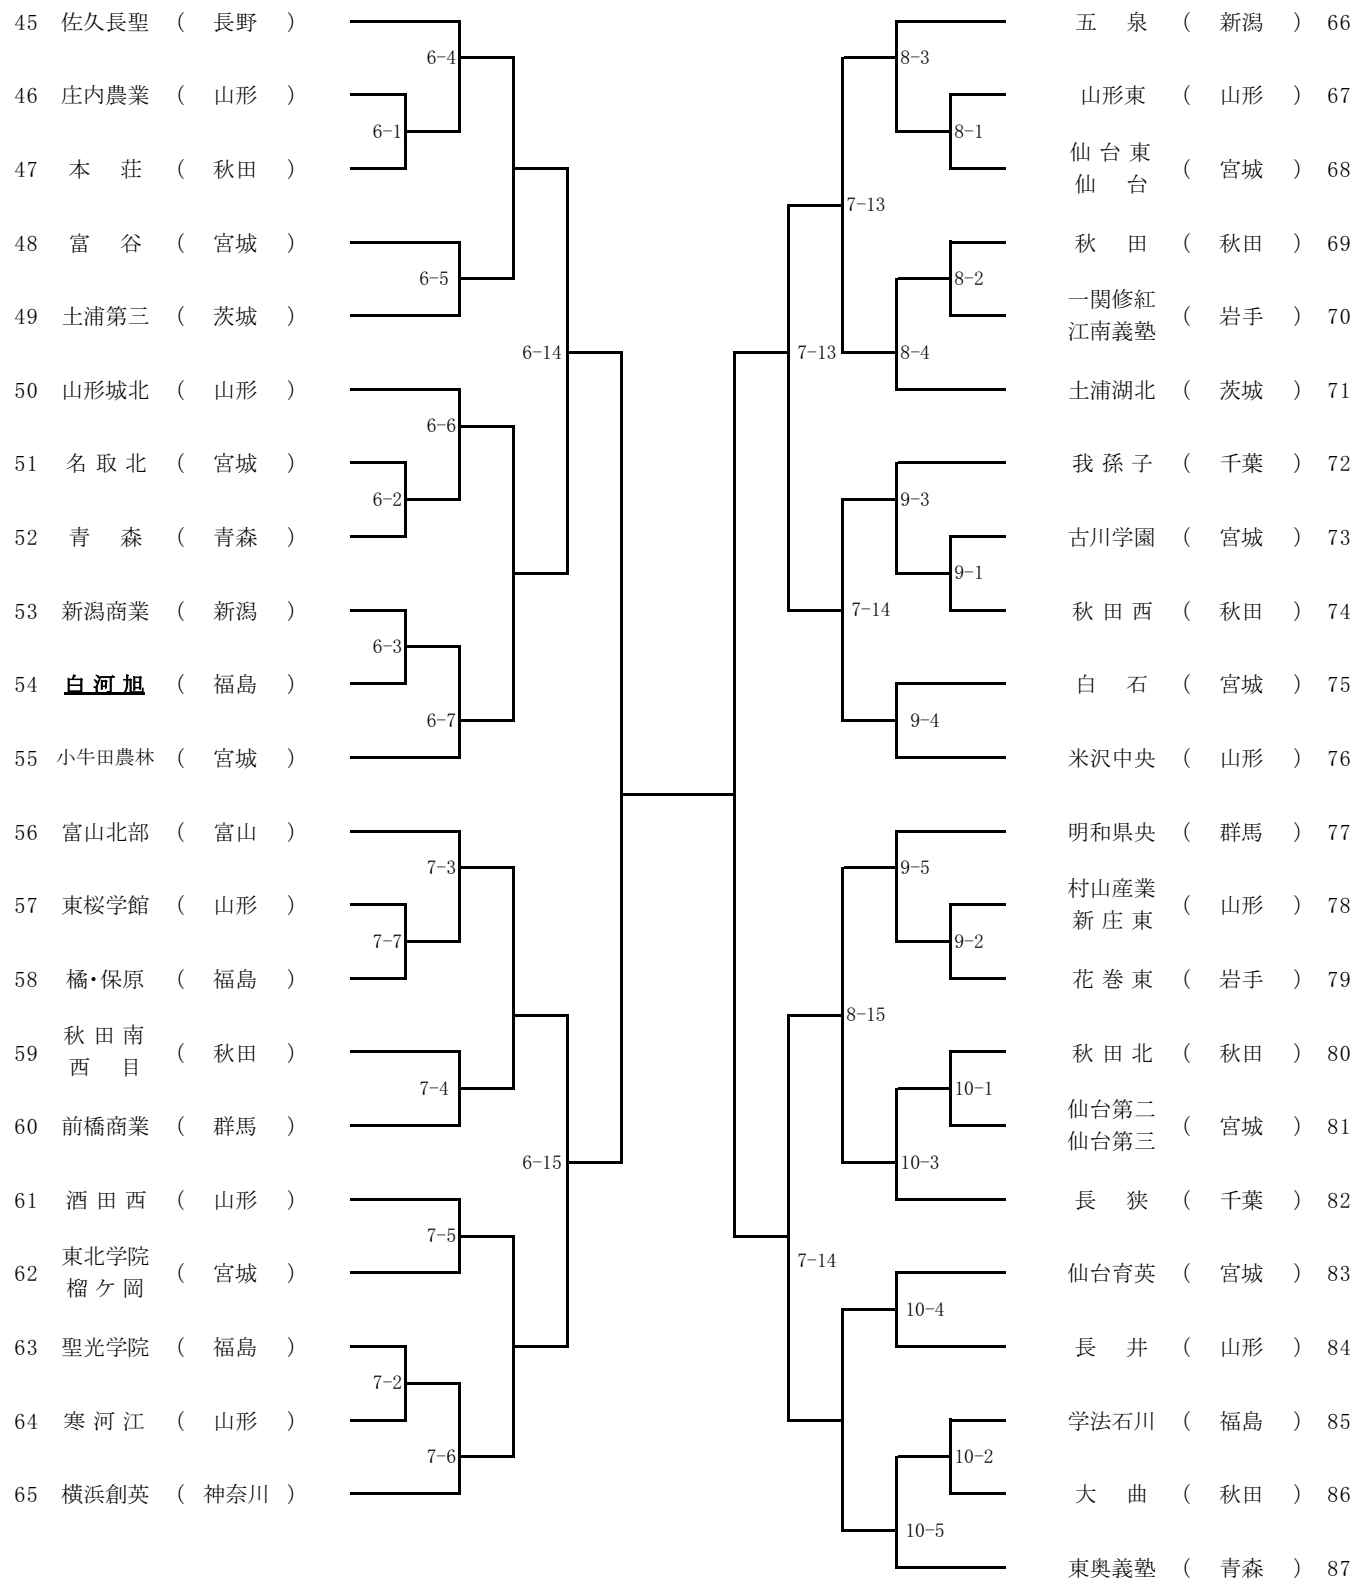 45 佐久長聖 ( 長野 )
6-4
46 庄内農業 ( 山形 )
6-1
47 本 荘 ( 秋田 )
48 富 谷 ( 宮城 )
6-5
49 土浦第三 ( 茨城 )
6-14
50 山形城北 ( 山形 )
6-6
51 名取北 ( 宮城 )
6-2
52 青 森 ( 青森 )
53 新潟商業 ( 新潟 )
6-3
54 白河旭 ( 福島 )
6-7
55 小牛田農林 ( 宮城 )
56 富山北部 ( 富山 )
7-3
57 東桜学館 ( 山形 )
7-7
58 橘・保原 ( 福島 )
秋田南
59 ( 秋田 )
西 目
7-4
60 前橋商業 ( 群馬 )
6-15
61 酒田西 ( 山形 )
7-5
東北学院
62 ( 宮城 )
榴ケ岡
63 聖光学院 ( 福島 )
7-2
64 寒河江 ( 山形 )
7-6
65 横浜創英 ( 神奈川 )
五 泉 ( 新潟 ) 66
8-3
山形東 ( 山形 ) 67
8-1
仙台東
( 宮城 ) 68
仙 台
7-13
秋 田 ( 秋田 ) 69
8-2
一関修紅
( 岩手 ) 70
江南義塾
7-13
8-4
土浦湖北 ( 茨城 ) 71
我孫子 ( 千葉 ) 72
9-3
古川学園 ( 宮城 ) 73
9-1
秋田西 ( 秋田 ) 74
7-14
白 石 ( 宮城 ) 75
9-4
米沢中央 ( 山形 ) 76
明和県央 ( 群馬 ) 77
9-5
村山産業
( 山形 ) 78
新庄東
9-2
花巻東 ( 岩手 ) 79
8-15
秋田北 ( 秋田 ) 80
10-1
仙台第二
( 宮城 ) 81
仙台第三
10-3
長 狭 ( 千葉 ) 82
7-14
仙台育英 ( 宮城 ) 83
10-4
長 井 ( 山形 ) 84
学法石川 ( 福島 ) 85
10-2
大 曲 ( 秋田 ) 86
10-5
東奥義塾 ( 青森 ) 87